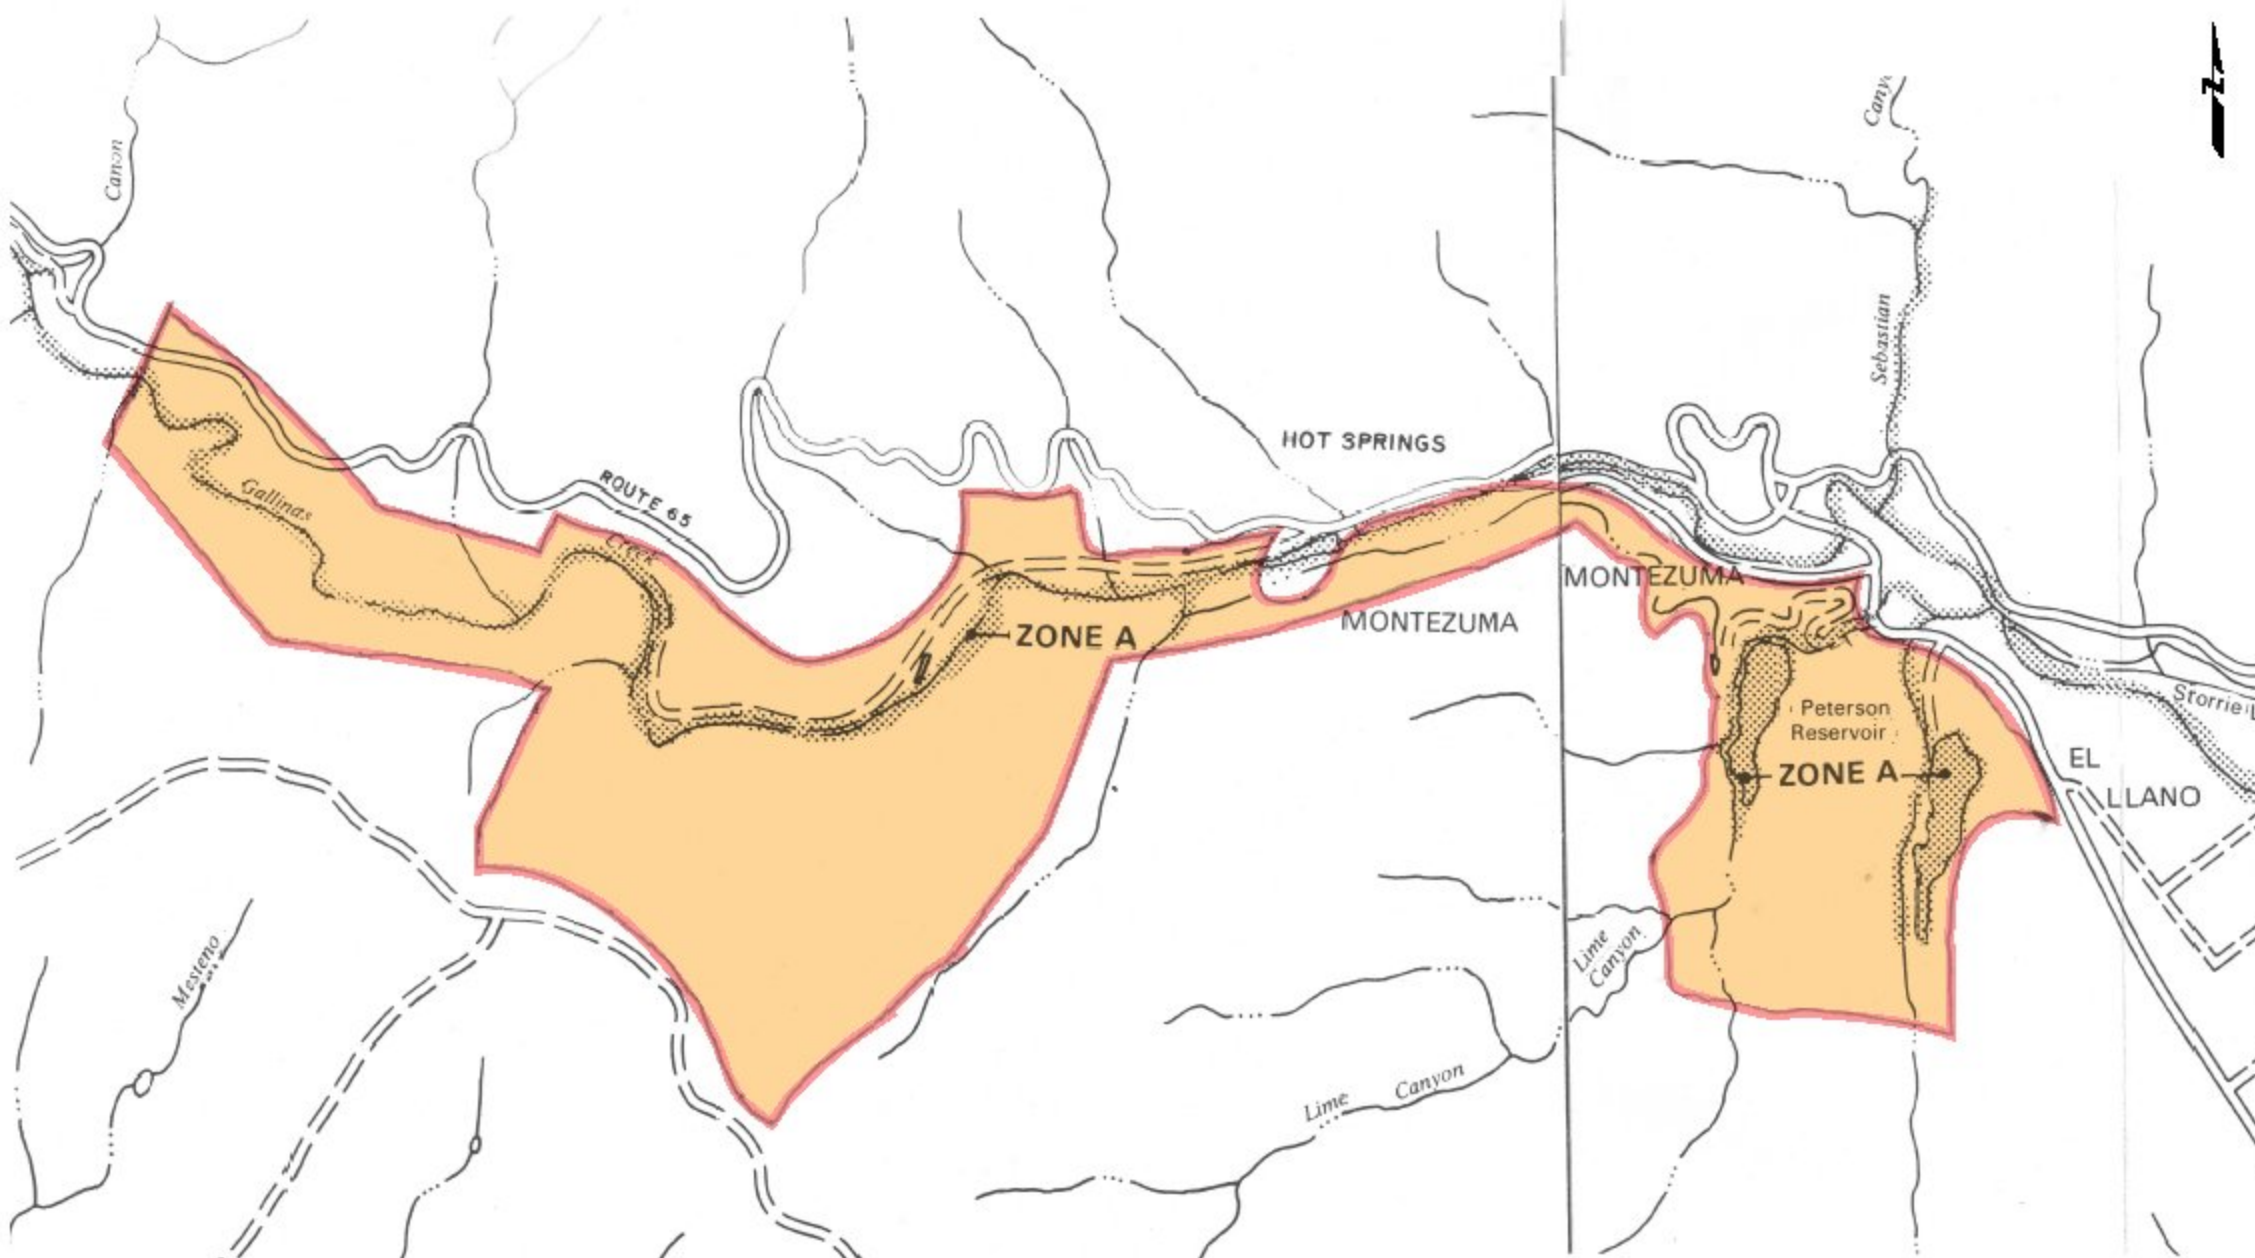 Canyo
Canon
N
Sebastian
HOT SPRINGS
ROUTE 65
Gallinas
Creek
MONTEZUMA
MONTEZUMA
ZONE A
Peterson
Reservoir
Storrie L
ZONE A
EL
LLANO
Mesteno
Lime
Canyon
Lime Canyon